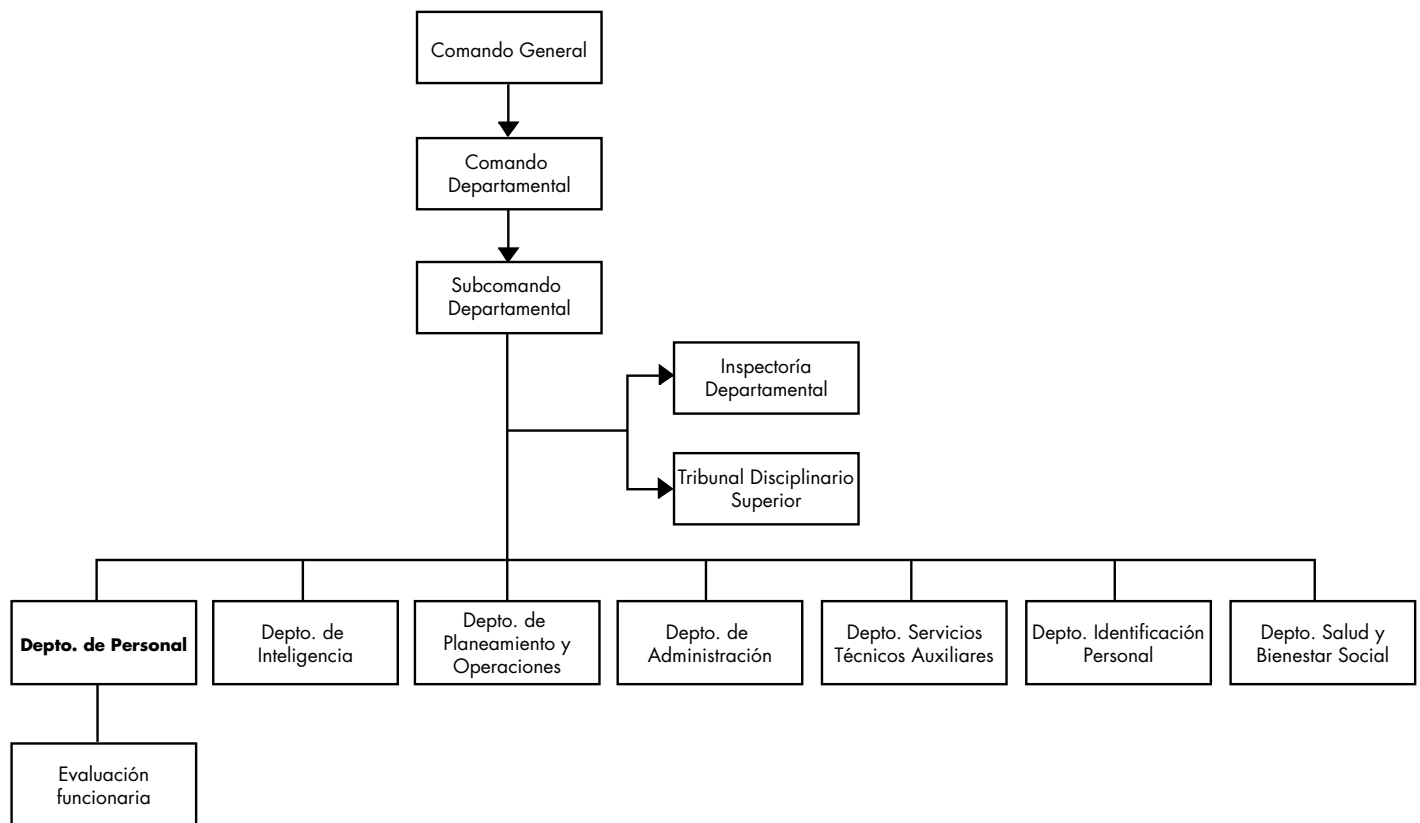 Comando General
Comando
Departamental
Subcomando
Departamental
Inspectoría
Departamental
Tribunal Disciplinario
Superior
Depto. de Personal
Depto. de
Inteligencia
Depto. de
Planeamiento y
Operaciones
Depto. de
Administración
Depto. Servicios
Técnicos Auxiliares
Depto. Identificación
Personal
Depto. Salud y
Bienestar Social
Evaluación
funcionaria